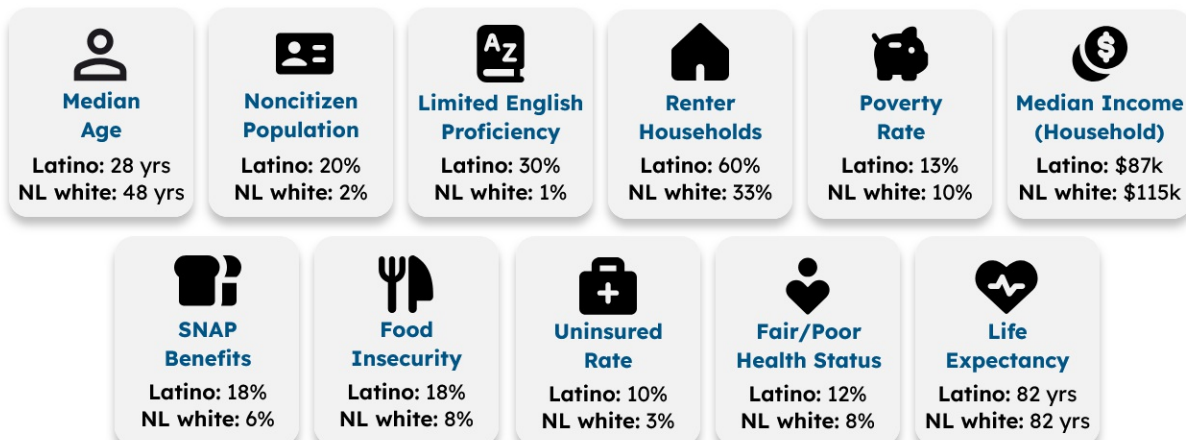 AZ
Median
Age
Latino: 28 yrs
NL white: 48 yrs
Noncitizen
Population
Latino: 20%
NL white: 2%
Limited English
Proficiency
Latino: 30%
NL white: 1%
Renter
Households
Latino: 60%
NL white: 33%
Poverty
Rate
Latino: 13%
NL white: 10%
$
Median Income
(Household)
Latino: $87k
NL white: $115k
SNAP
Benefits
Latino: 18%
NL white: 6%
Food
Insecurity
Latino: 18%
NL white: 8%
Uninsured
Rate
Latino: 10%
NL white: 3%
Fair/Poor
Health Status
Latino: 12%
NL white: 8%
Life
Expectancy
Latino: 82 yrs
NL white: 82 yrs